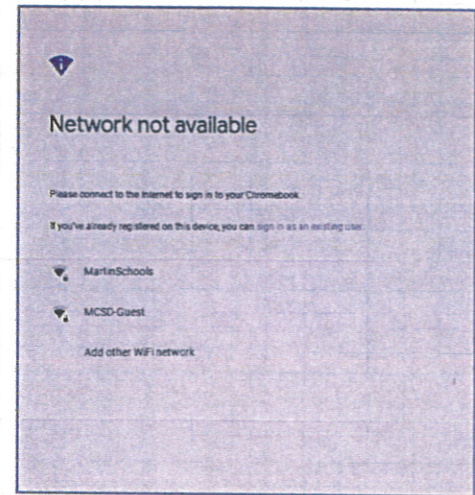 Network not available
Please connect to the Internet to sign in to your Chromebook.
If you've already registered on this device, you can sign in as an existing user.
MartinSchools
MCSD-Guest
Add other WiFi network